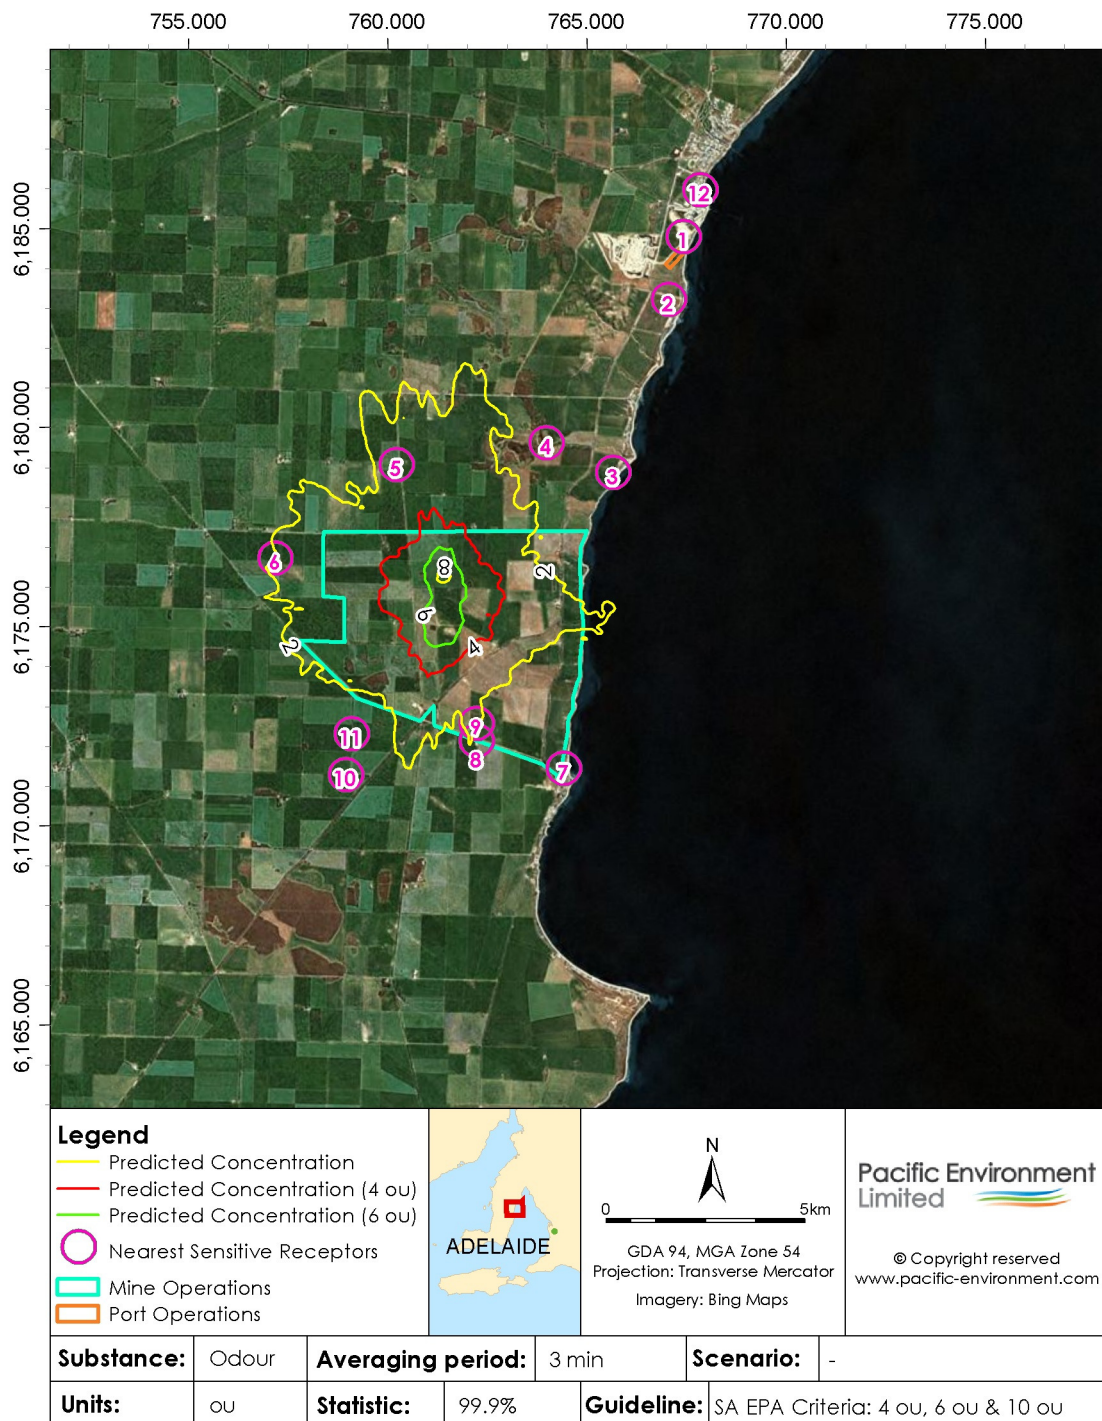 755.000 760.000 765.000 770.000 775.000
6,185.000
6,180.000
6,175.000
6,170.000
6,165.000
12
1
2
4
3
5
6
8
2
6
4
2
9
8
11
10
7
Legend
Predicted Concentration
Predicted Concentration (4 ou)
Predicted Concentration (6 ou)
Nearest Sensitive Receptors
Mine Operations
Port Operations
ADELAIDE
N
0 5km
GDA 94, MGA Zone 54
Projection: Transverse Mercator
Imagery: Bing Maps
Pacific Environment
Limited
© Copyright reserved
www.pacific-environment.com
Substance: Odour Averaging period: 3 min Scenario: -
Units: ou Statistic: 99.9% Guideline: SA EPA Criteria: 4 ou, 6 ou & 10 ou